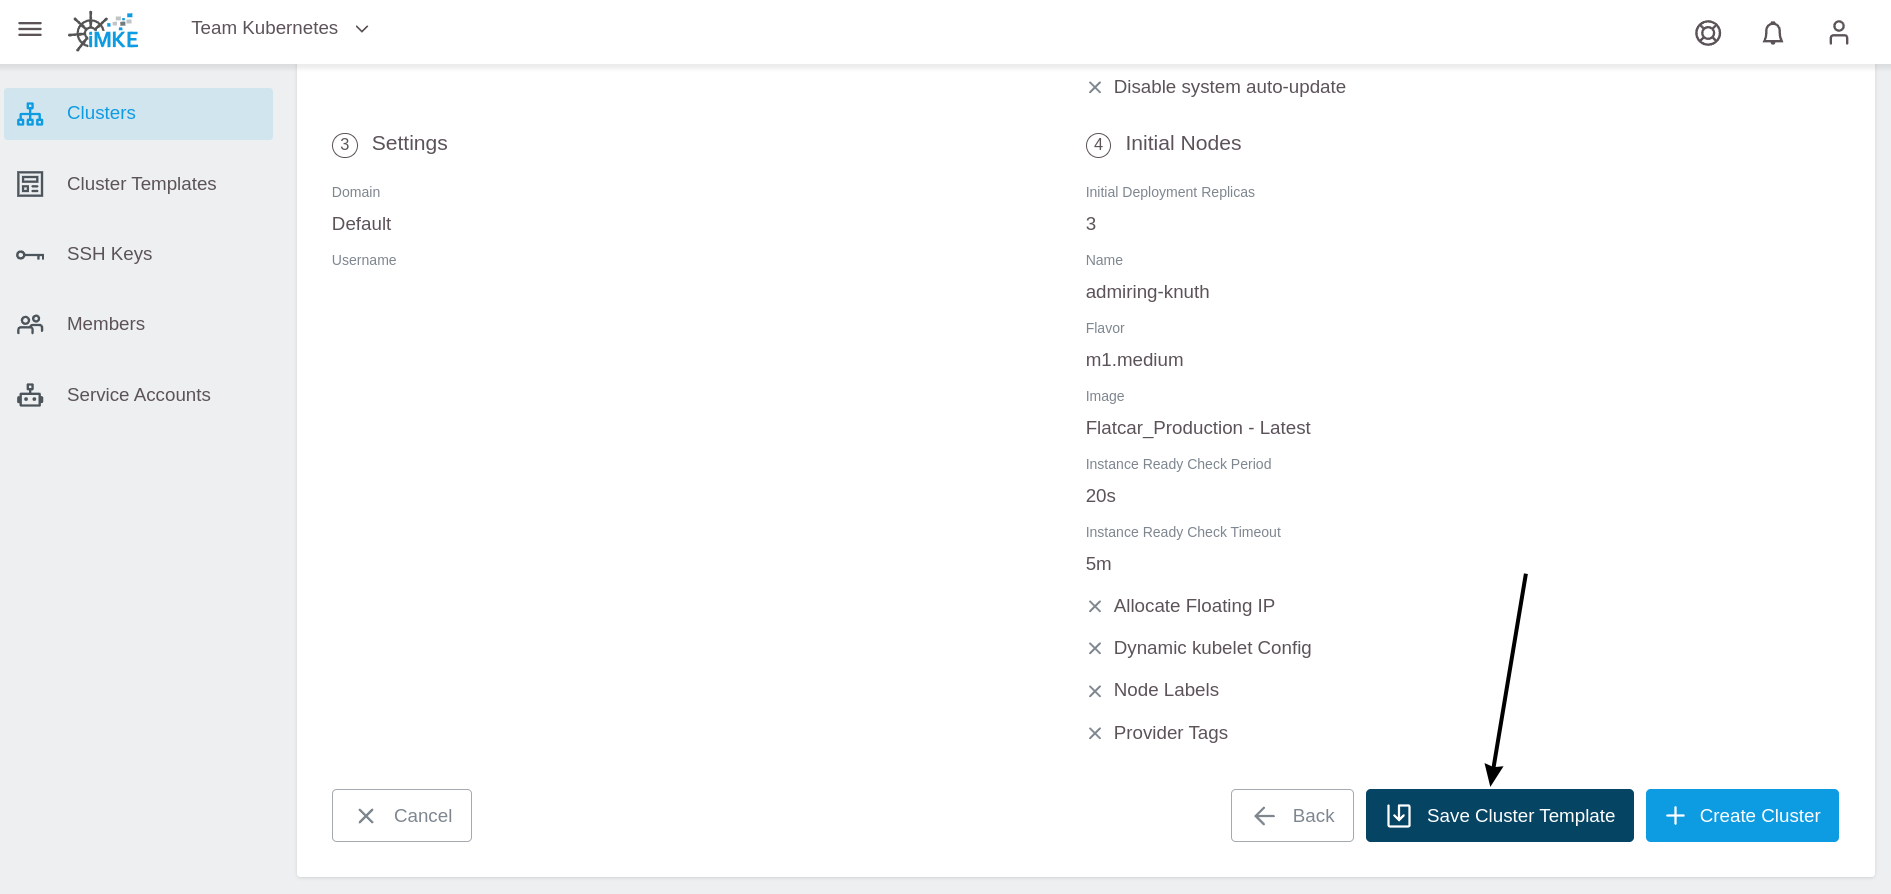 iMKE
Team Kubernetes
Clusters
Cluster Templates
SSH Keys
Members
Service Accounts
Disable system auto-update
3 Settings
Domain
Default
Username
4 Initial Nodes
Initial Deployment Replicas
3
Name
admiring-knuth
Flavor
m1.medium
Image
Flatcar_Production - Latest
Instance Ready Check Period
20s
Instance Ready Check Timeout
5m
Allocate Floating IP
Dynamic kubelet Config
Node Labels
Provider Tags
Cancel
Back
Save Cluster Template
Create Cluster